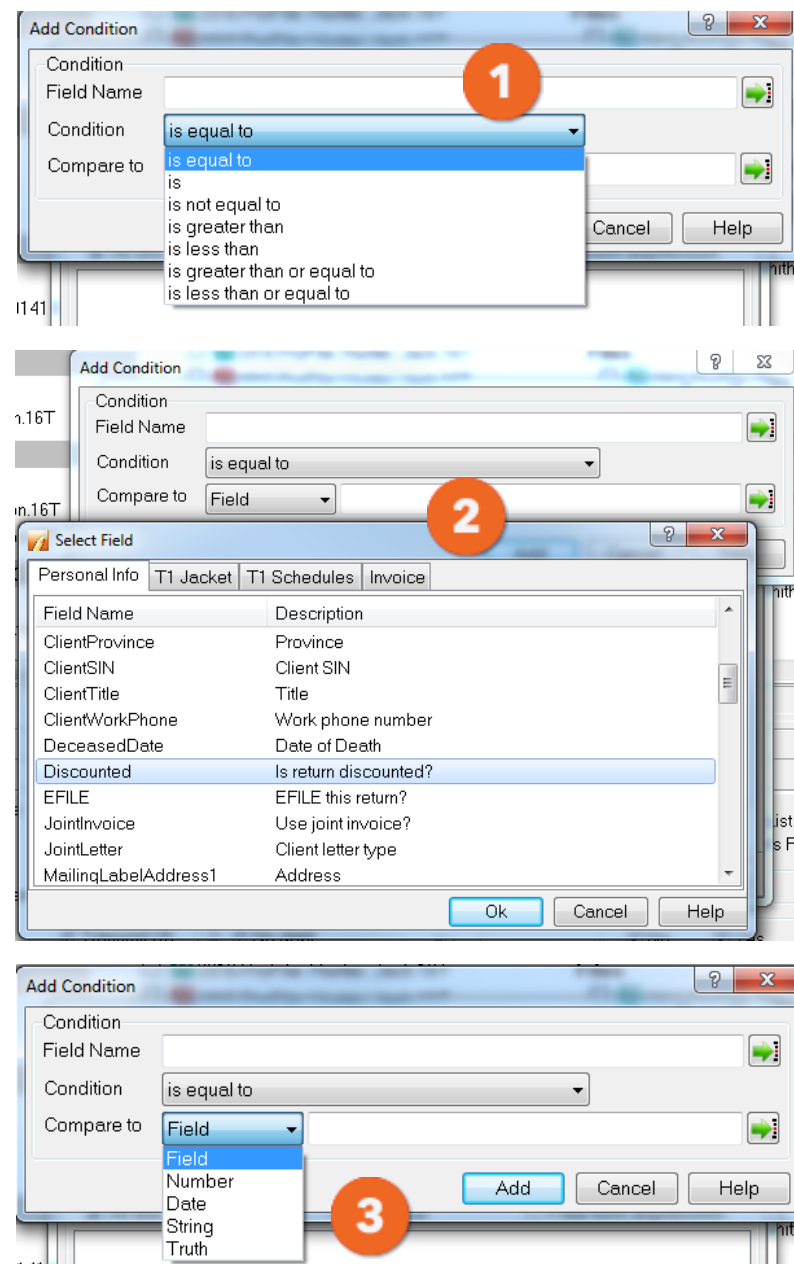 Add Condition
Condition
Field Name
1
Condition is equal to
Compare to is equal to
is
is not equal to
is greater than
Cancel Help
is less than
is greater than or equal to
is less than or equal to
Add Condition
Condition
Field Name
n.16T
Condition is equal to
Compare to Field
on.16T
2
Select Field
Personal Info T1 Jacket T1 Schedules Invoice
Field Name Description
ClientProvince Province
ClientSIN Client SIN
ClientTitle Title
ClientWorkPhone Work phone number
DeceasedDate Date of Death
Discounted Is return discounted?
EFILE EFILE this return?
JointInvoice Use joint invoice?
JointLetter Client letter type
MailingLabelAddress1 Address
Ok Cancel Help
Add Condition
Condition
Field Name
Condition is equal to
Compare to Field
Field
Number
Add Cancel Help
Date
3
String
Truth